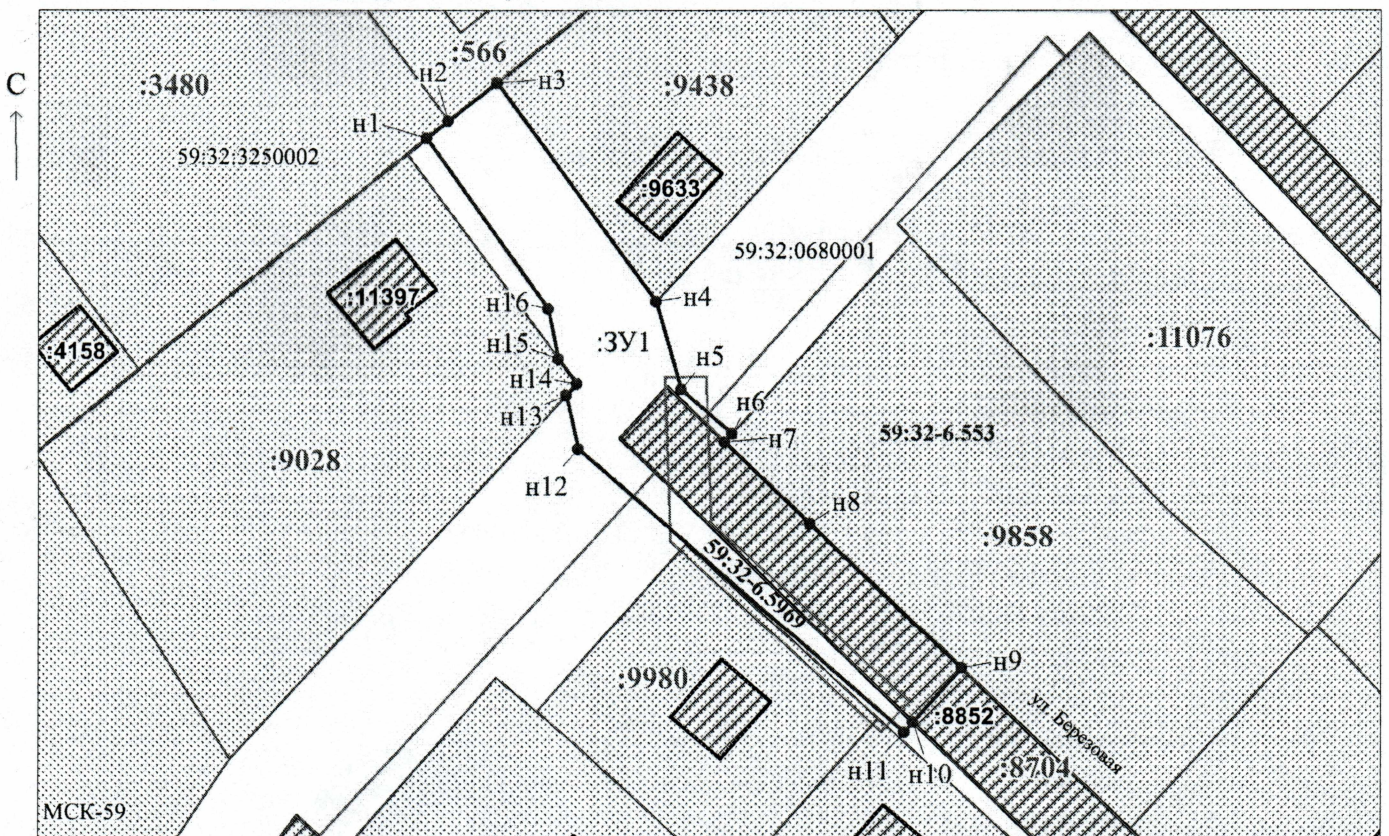 :566
С
н2
:3480
н3
:9438
н1
59:32:3250002
:9633
59:32:0680001
:11397
н16
н4
:11076
н15
:ЗУ1
:4158
н5
н14
н13
н6
59:32-6.553
н7
:9028
н12
н8
:9858
59:32-6.5969
н9
:9980
:8852
ул. Березовая
н11
н10
:8704
МСК-59